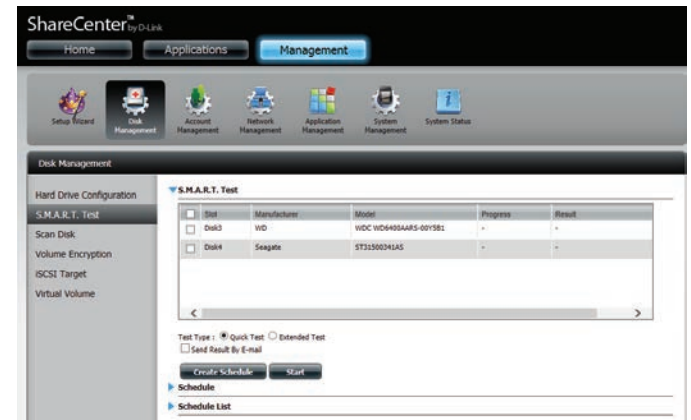 ShareCenter™ by D-Link
Home Applications Management
Setup Wizard Disk Management Account Management Network Management Application Management System Management System Status
Disk Management
Hard Drive Configuration
S.M.A.R.T. Test
Scan Disk
Volume Encryption
iSCSI Target
Virtual Volume
S.M.A.R.T. Test
Slot Manufacturer Model Progress Result
Disk3 WD WDC WD6400AARS-00Y5B1 - -
Disk4 Seagate ST31500341AS - -
Test Type : Quick Test Extended Test
Send Result By E-mail
Create Schedule Start
Schedule
Schedule List